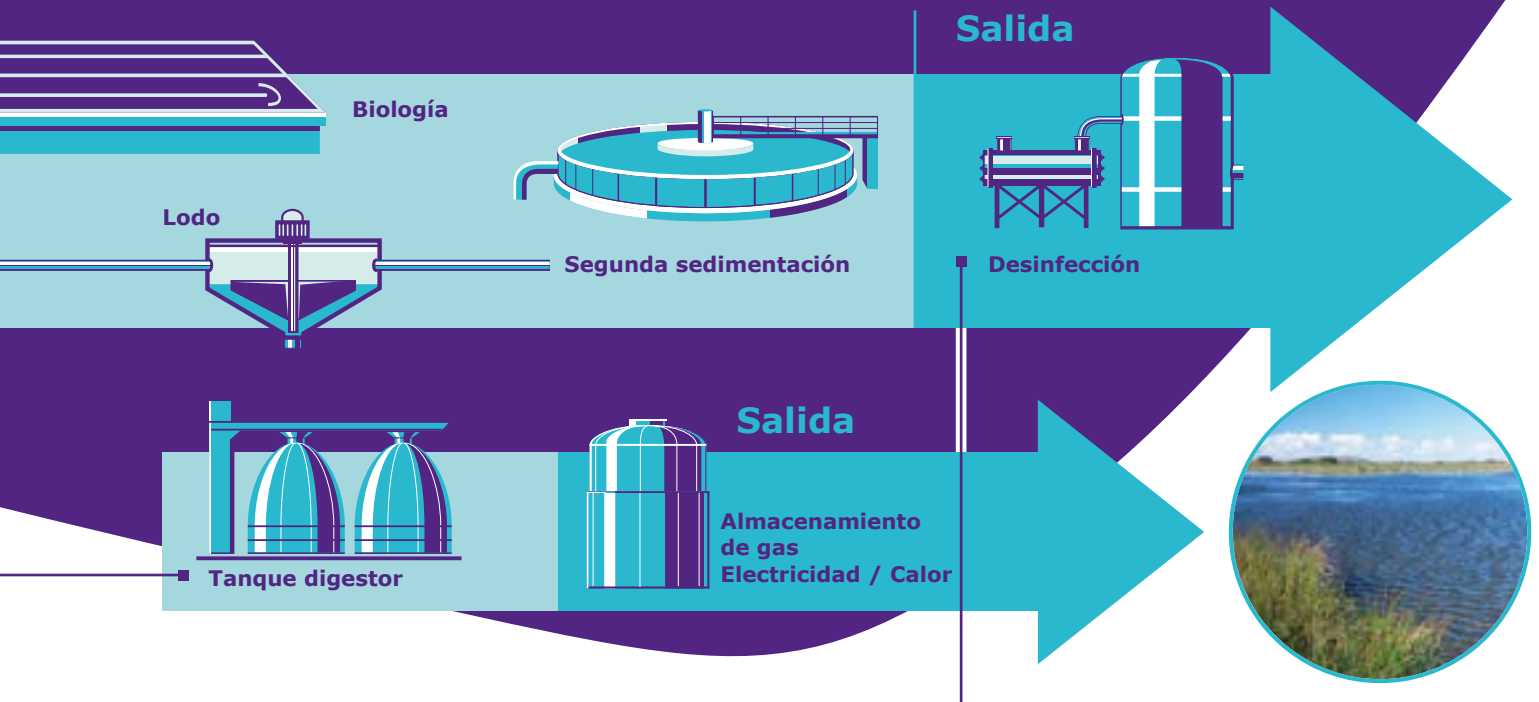 Salida
Biología
Lodo
Segunda sedimentación
Desinfección
Salida
Almacenamiento
de gas
Electricidad / Calor
Tanque digestor